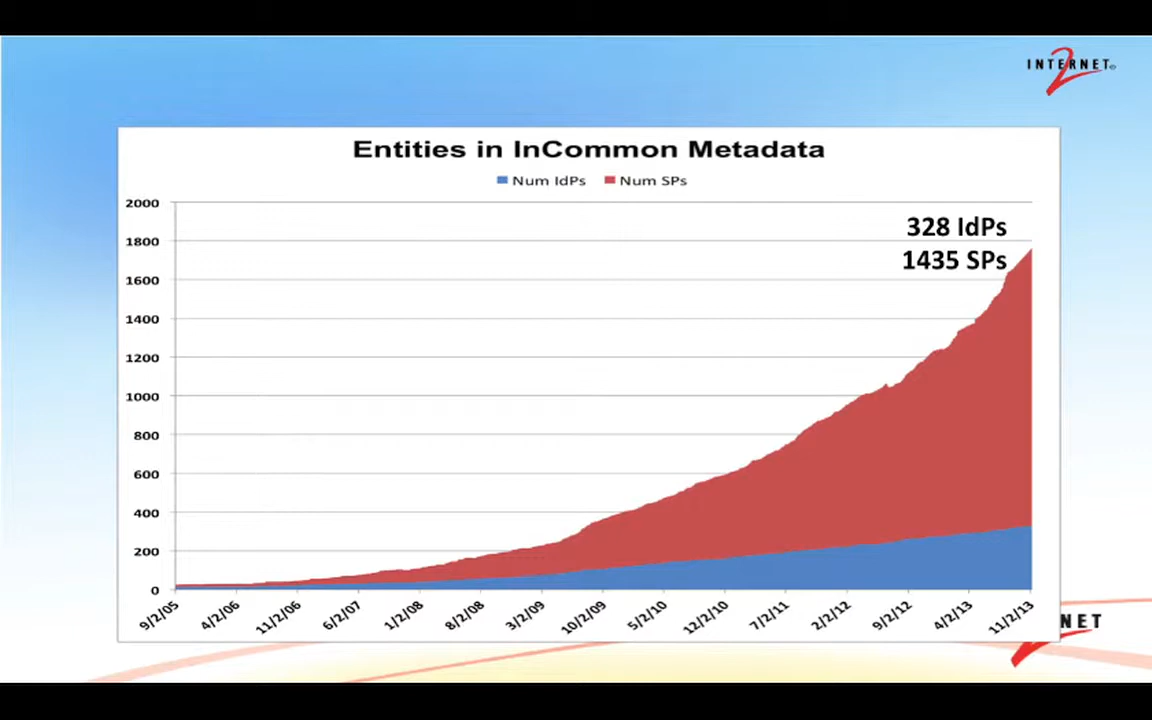 INTERNET
2
Entities in InCommon Metadata
Num IdPs Num SPs
2000
1800
1600
1400
1200
1000
800
600
400
200
0
328 IdPs
1435 SPs
9/2/05 4/2/06 11/2/06 6/2/07 1/2/08 8/2/08 3/2/09 10/2/09 5/2/10 12/2/10 7/2/11 2/2/12 9/2/12 4/2/13 11/2/13
NET